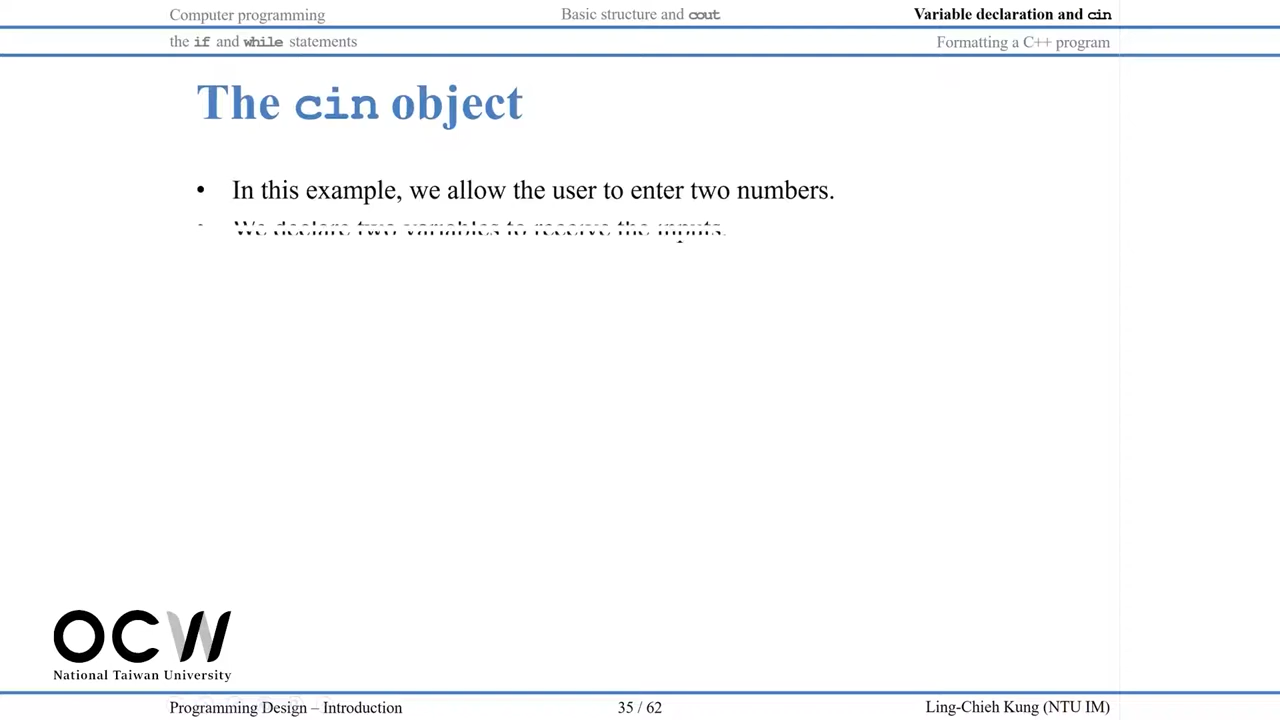 Computer programming
Basic structure and cout
Variable declaration and cin
the if and while statements
Formatting a C++ program
The cin object
• In this example, we allow the user to enter two numbers.
• We declare two variables to receive the inputs.
OCW
National Taiwan University
Programming Design – Introduction
35 / 62
Ling-Chieh Kung (NTU IM)